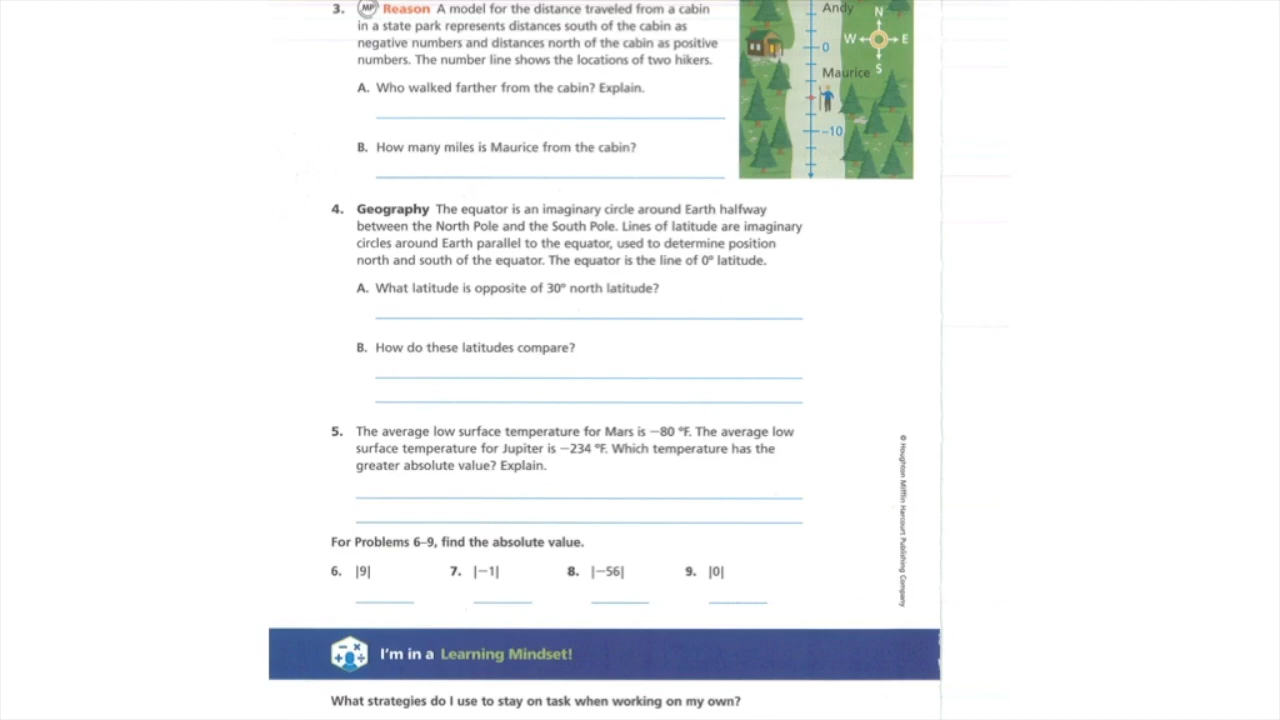 3. MP Reason A model for the distance traveled from a cabin
in a state park represents distances south of the cabin as
negative numbers and distances north of the cabin as positive
numbers. The number line shows the locations of two hikers.
A. Who walked farther from the cabin? Explain.
B. How many miles is Maurice from the cabin?
Andy
N
W E
S
0
Maurice
-10
4. Geography The equator is an imaginary circle around Earth halfway
between the North Pole and the South Pole. Lines of latitude are imaginary
circles around Earth parallel to the equator, used to determine position
north and south of the equator. The equator is the line of 0° latitude.
A. What latitude is opposite of 30° north latitude?
B. How do these latitudes compare?
5. The average low surface temperature for Mars is −80 °F. The average low
surface temperature for Jupiter is −234 °F. Which temperature has the
greater absolute value? Explain.
For Problems 6–9, find the absolute value.
6. |9| 7. |−1| 8. |−56| 9. |0|
© Houghton Mifflin Harcourt Publishing Company
I'm in a Learning Mindset!
What strategies do I use to stay on task when working on my own?